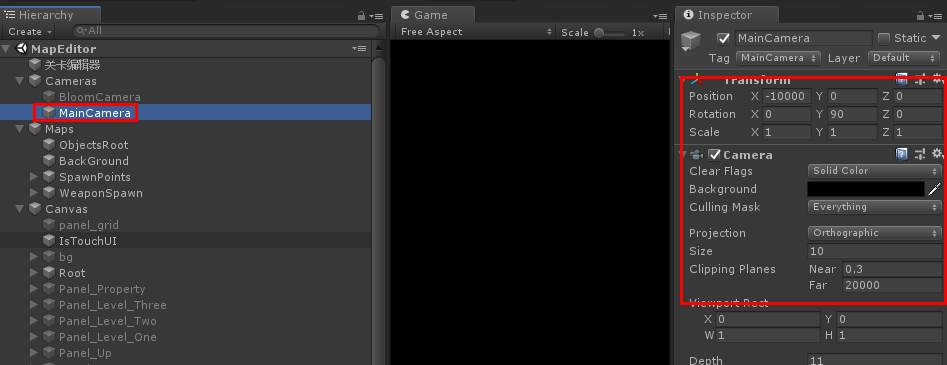 Hierarchy
Create
All
MapEditor
关卡编辑器
Cameras
BloomCamera
MainCamera
Maps
ObjectsRoot
BackGround
SpawnPoints
WeaponSpawn
Canvas
panel_grid
IsTouchUI
bg
Root
Panel_Property
Panel_Level_Three
Panel_Level_Two
Panel_Level_One
Panel_Up
Game
Free Aspect Scale 1x
Inspector
MainCamera Static
Tag MainCamera Layer Default
Transform
Position X -10000 Y 0 Z 0
Rotation X 0 Y 90 Z 0
Scale X 1 Y 1 Z 1
Camera
Clear Flags Solid Color
Background
Culling Mask Everything
Projection Orthographic
Size 10
Clipping Planes Near 0.3
Far 20000
Viewport Rect
X 0 Y 0
W 1 H 1
Depth 11